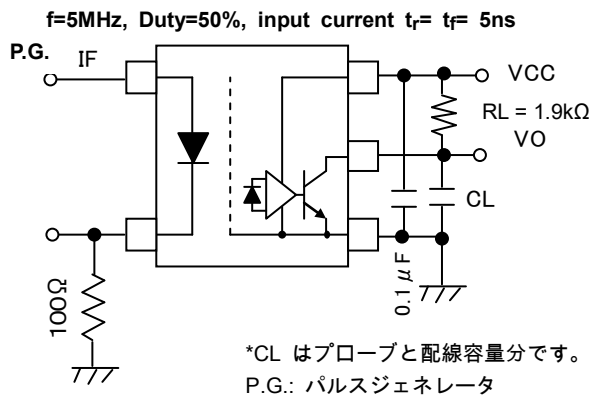 f=5MHz, Duty=50%, input current tr= tf= 5ns
P.G.
IF
VCC
RL = 1.9kΩ
VO
CL
0.1μF
100Ω
*CL はプローブと配線容量分です。
P.G.: パルスジェネレータ